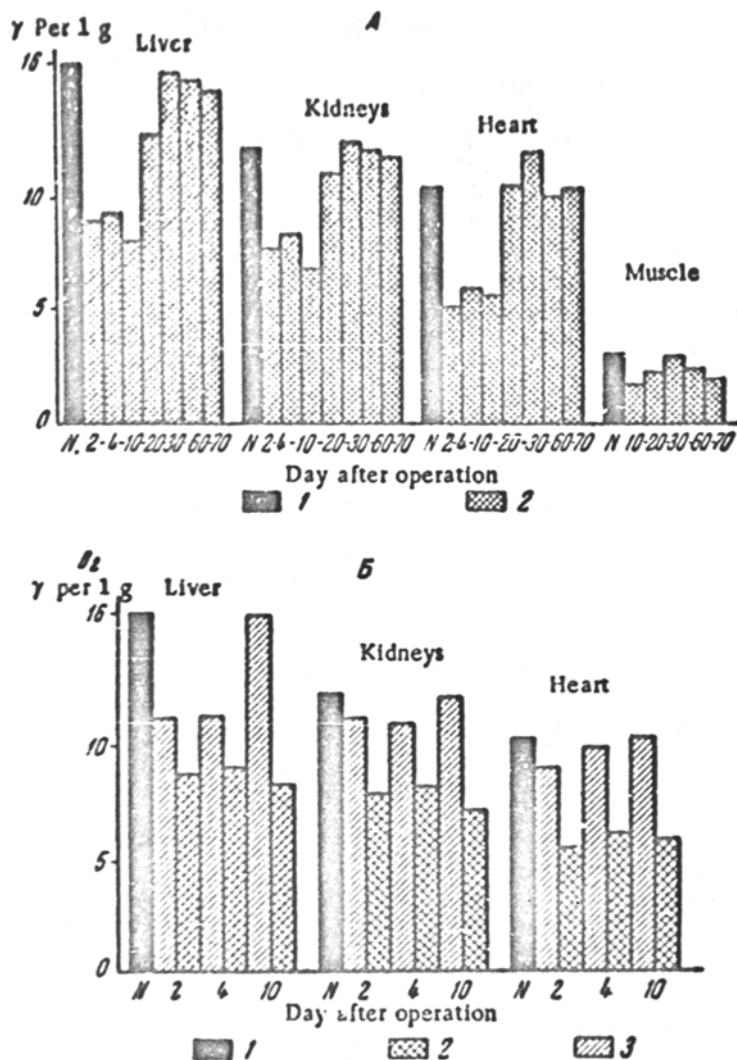 γ Per 1 g
A
Liver
Kidneys
Heart
Muscle
16
10
5
0
N. 2-4-10-20-30-60-70
N 2-4-10-20-30-60-70
N 2-4-10-20-30-60-70
N 10-20-30-60-70
Day after operation
1
2
B₂
Б
γ per 1 g
Liver
Kidneys
Heart
16
10
5
0
N 2 4 10
N 2 4 10
N 2 4 10
Day after operation
1
2
3